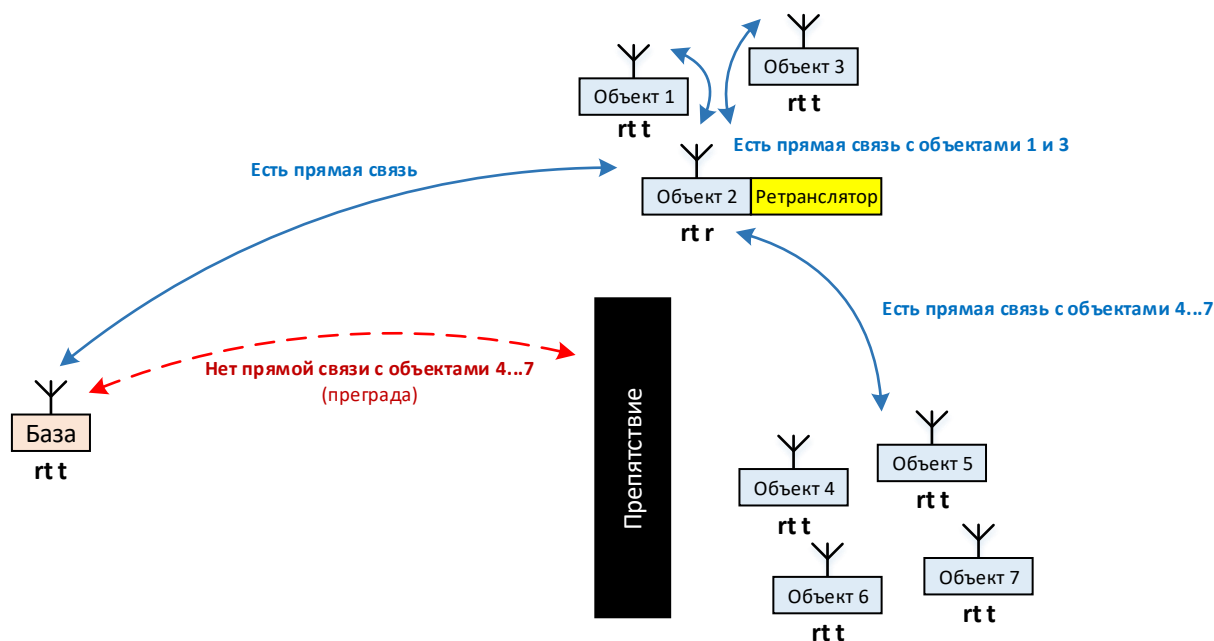 Объект 3
rt t
Объект 1
rt t
Есть прямая связь с объектами 1 и 3
Есть прямая связь
Объект 2
Ретранслятор
rt r
Есть прямая связь с объектами 4...7
Нет прямой связи с объектами 4...7
(преграда)
База
rt t
Препятствие
Объект 5
rt t
Объект 4
rt t
Объект 7
rt t
Объект 6
rt t